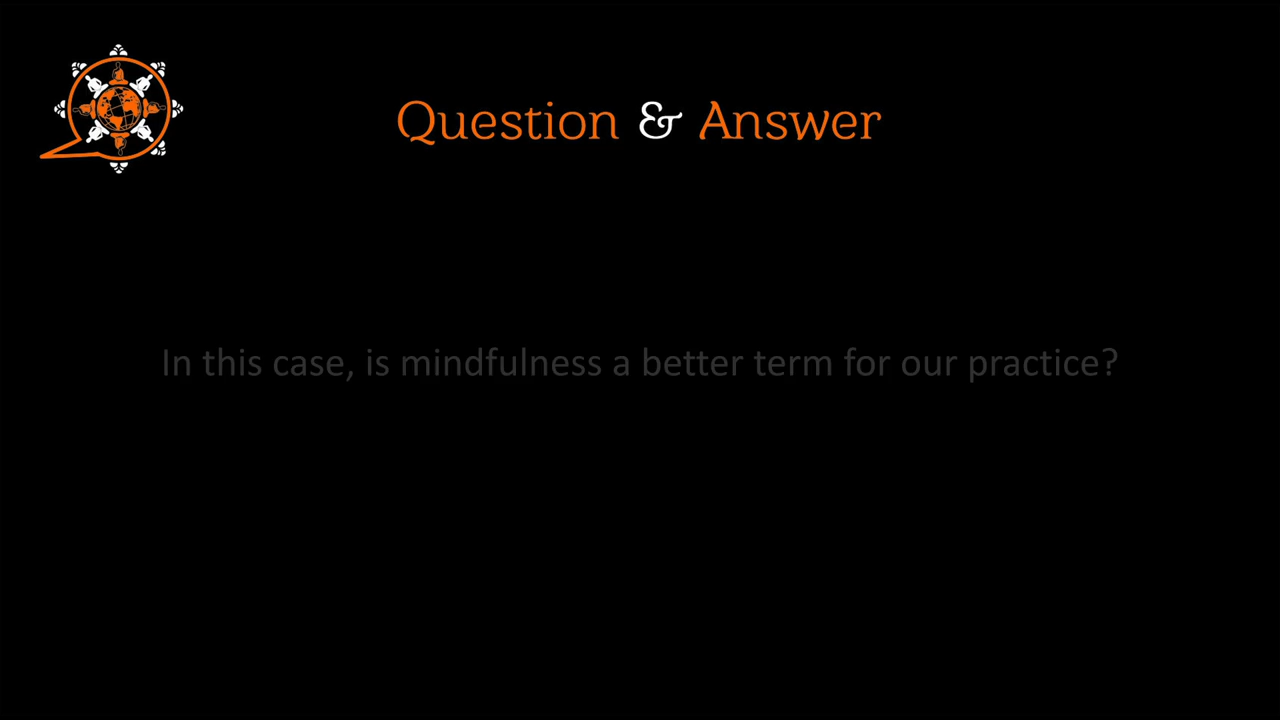 Question & Answer
In this case, is mindfulness a better term for our practice?